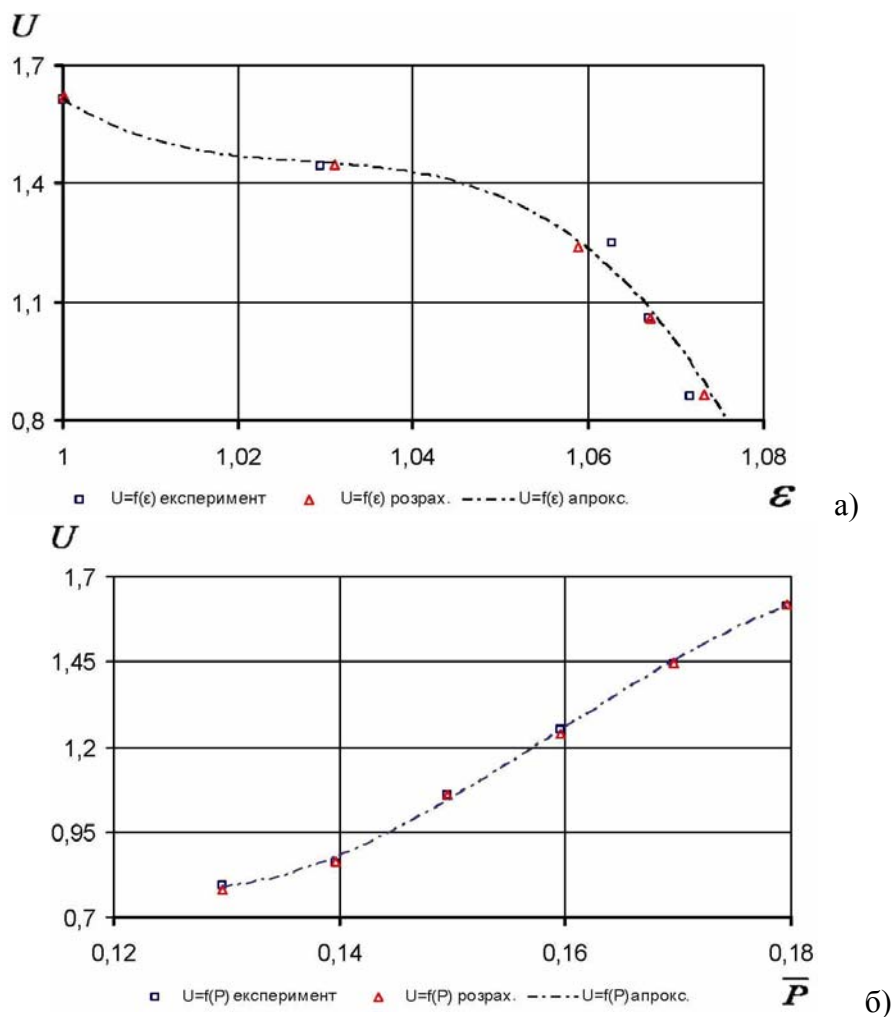 U
1,7
1,4
1,1
0,8
1 1,02 1,04 1,06 1,08
U=f(ε) експеримент U=f(ε) розрах. U=f(ε) апрокс.
ε
а)
U
1,7
1,45
1,2
0,95
0,7
0,12 0,14 0,16 0,18
U=f(P) експеримент U=f(P) розрах. U=f(P) апрокс.
P̅
б)